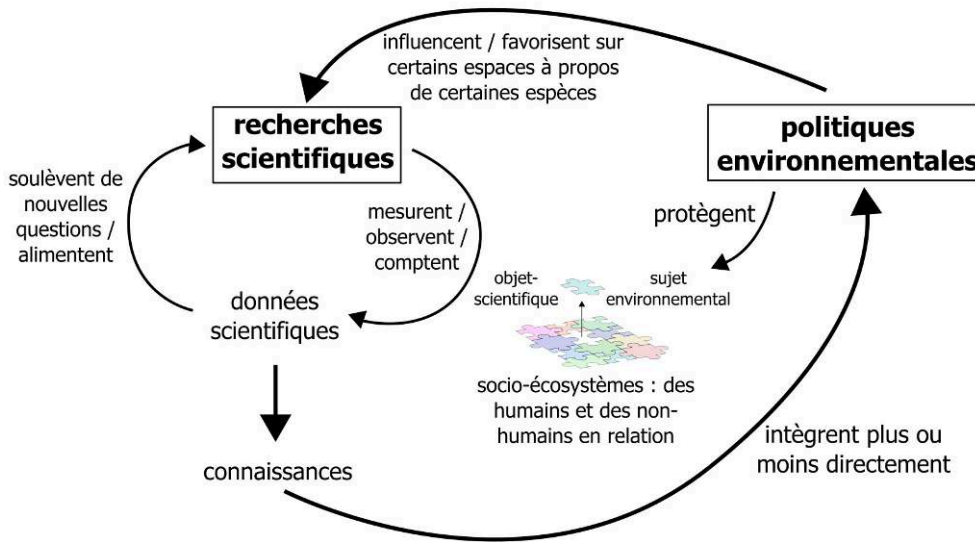 influencent / favorisent sur
certains espaces à propos
de certaines espèces
recherches
scientifiques
politiques
environnementales
soulèvent de
nouvelles
questions /
alimentent
mesurent /
observent /
comptent
protègent
objet-
scientifique
sujet
environnemental
données
scientifiques
socio-écosystèmes : des
humains et des non-
humains en relation
intègrent plus ou
moins directement
connaissances